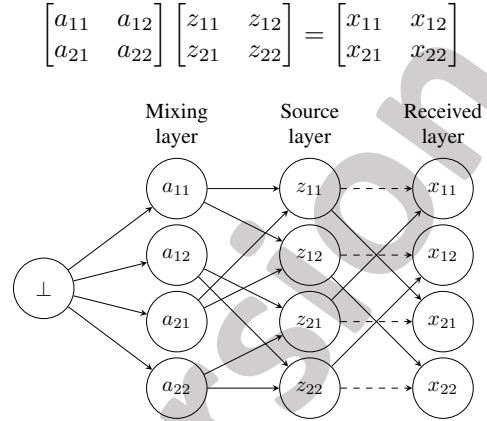 [a₁₁ a₁₂] [z₁₁ z₁₂] = [x₁₁ x₁₂]
[a₂₁ a₂₂] [z₂₁ z₂₂] = [x₂₁ x₂₂]
Mixing layer
Source layer
Received layer
a₁₁ z₁₁ x₁₁
a₁₂ z₁₂ x₁₂
⊥
a₂₁ z₂₁ x₂₁
a₂₂ z₂₂ x₂₂
rsion